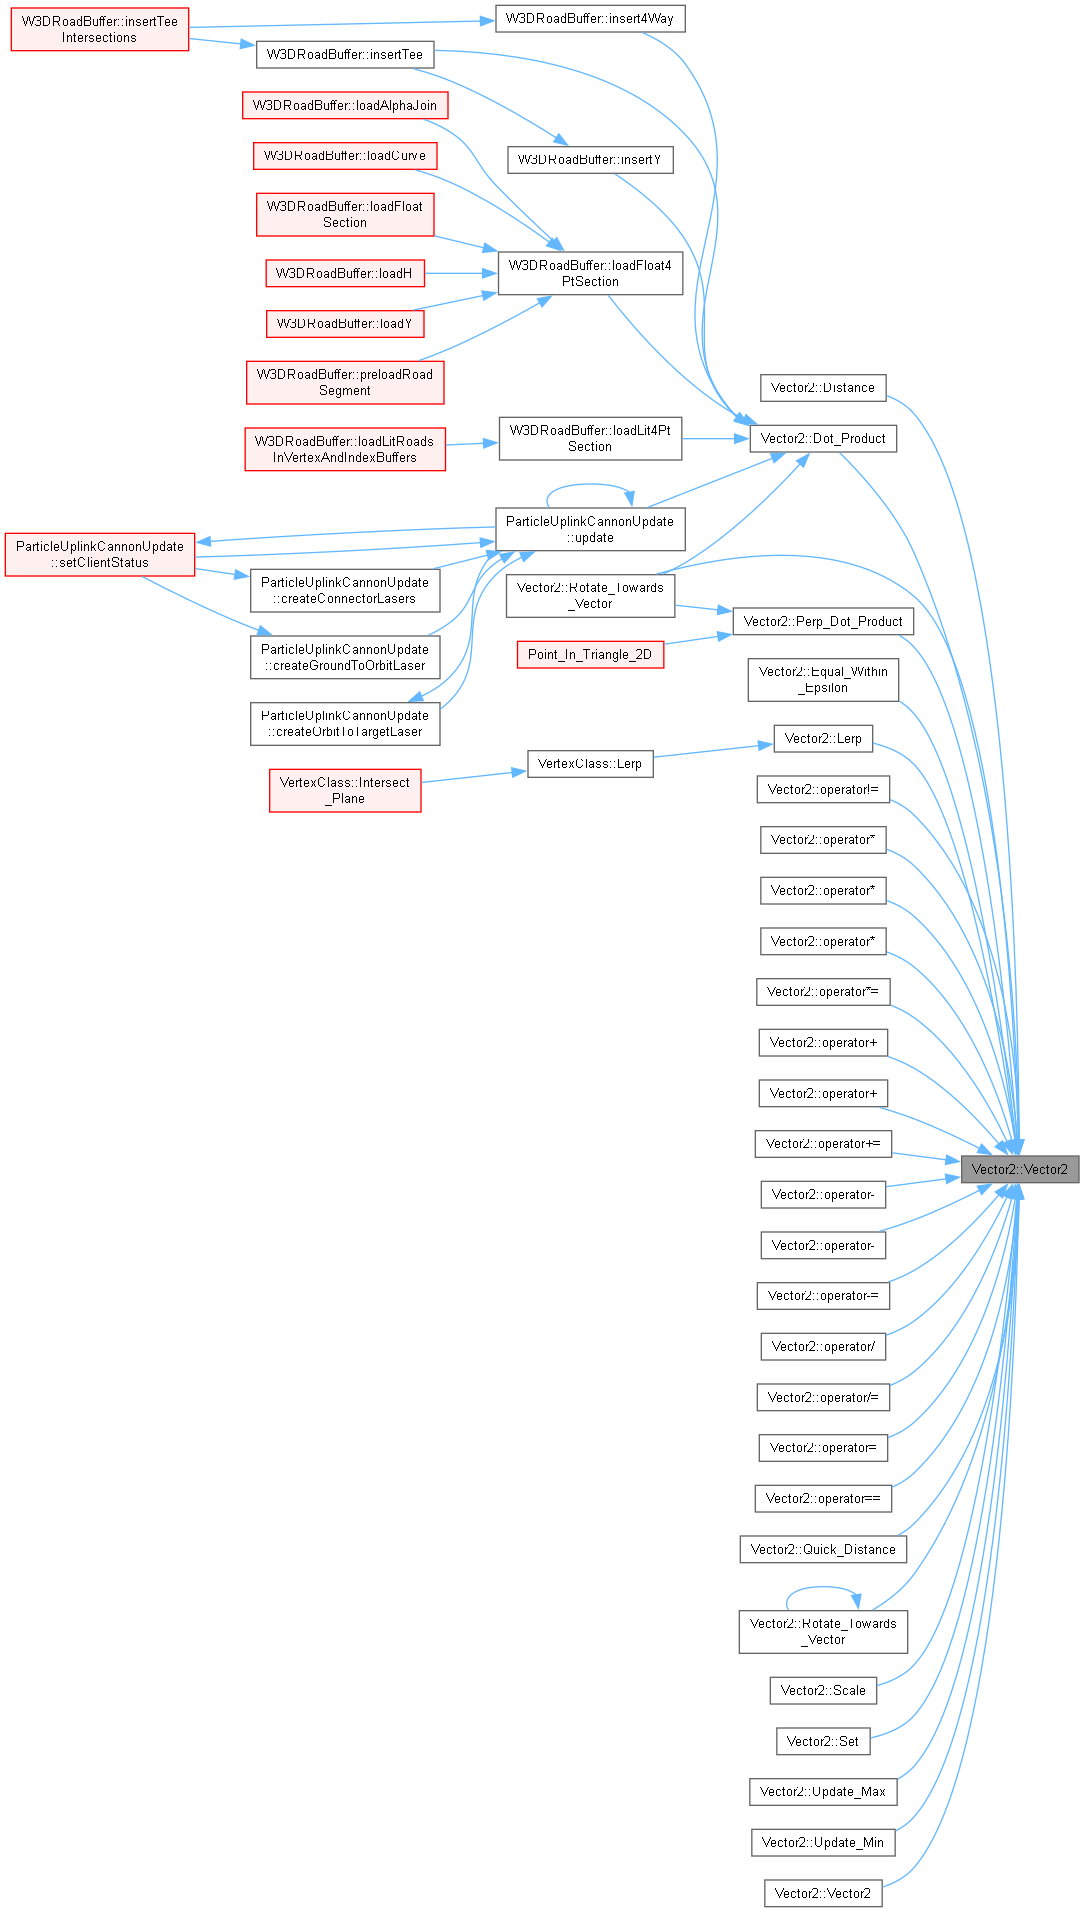 W3DRoadBuffer::insertTee
Intersections
W3DRoadBuffer::insert4Way
W3DRoadBuffer::insertTee
W3DRoadBuffer::loadAlphaJoin
W3DRoadBuffer::loadCurve
W3DRoadBuffer::insertY
W3DRoadBuffer::loadFloat
Section
W3DRoadBuffer::loadH
W3DRoadBuffer::loadFloat4
PtSection
W3DRoadBuffer::loadY
W3DRoadBuffer::preloadRoad
Segment
Vector2::Distance
W3DRoadBuffer::loadLitRoads
InVertexAndIndexBuffers
W3DRoadBuffer::loadLit4Pt
Section
Vector2::Dot_Product
ParticleUplinkCannonUpdate
::update
ParticleUplinkCannonUpdate
::setClientStatus
ParticleUplinkCannonUpdate
::createConnectorLasers
Vector2::Rotate_Towards
_Vector
Vector2::Perp_Dot_Product
ParticleUplinkCannonUpdate
::createGroundToOrbitLaser
Point_In_Triangle_2D
Vector2::Equal_Within
_Epsilon
ParticleUplinkCannonUpdate
::createOrbitToTargetLaser
Vector2::Lerp
VertexClass::Lerp
VertexClass::Intersect
_Plane
Vector2::operator!=
Vector2::operator*
Vector2::operator*
Vector2::operator*
Vector2::operator*=
Vector2::operator+
Vector2::operator+
Vector2::operator+=
Vector2::Vector2
Vector2::operator-
Vector2::operator-
Vector2::operator-=
Vector2::operator/
Vector2::operator/=
Vector2::operator=
Vector2::operator==
Vector2::Quick_Distance
Vector2::Rotate_Towards
_Vector
Vector2::Scale
Vector2::Set
Vector2::Update_Max
Vector2::Update_Min
Vector2::Vector2